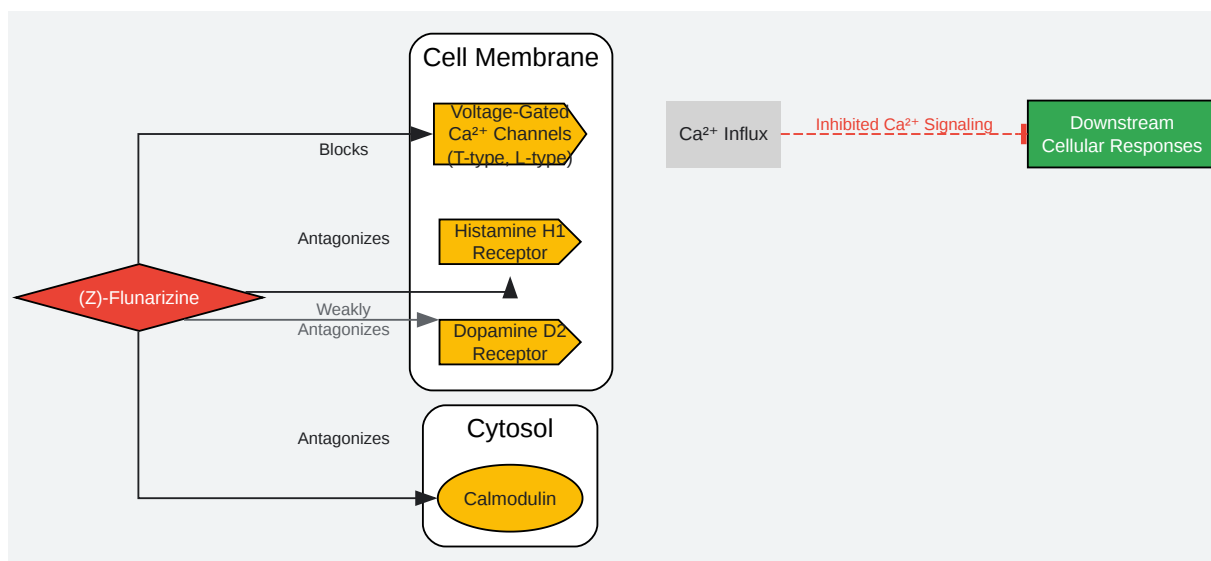 Cell Membrane
Voltage-Gated
Ca²⁺ Channels
(T-type, L-type)
Blocks
Ca²⁺ Influx
Inhibited Ca²⁺ Signaling
Downstream
Cellular Responses
Antagonizes
Histamine H1
Receptor
(Z)-Flunarizine
Weakly
Antagonizes
Dopamine D2
Receptor
Cytosol
Antagonizes
Calmodulin